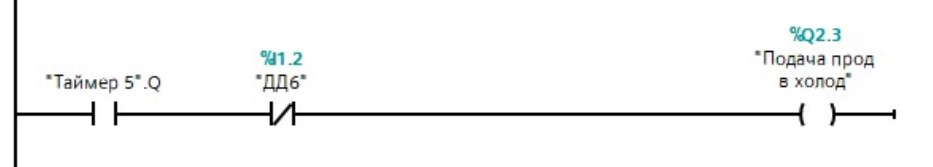 %Q2.3
%I1.2
"Подача прод
"Таймер 5".Q
"ДД6"
в холод"